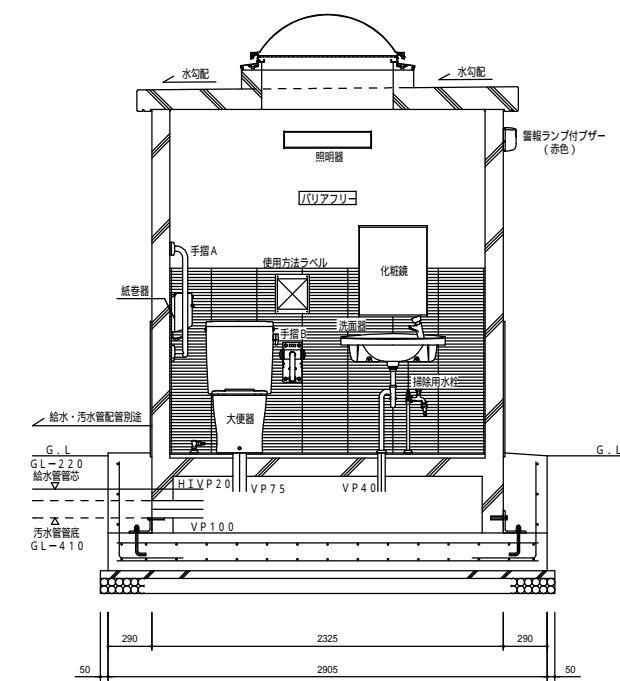 水勾配
水勾配
警報ランプ付ブザー
(赤色)
照明器
バリアフリー
手摺A
使用方法ラベル
化粧鏡
紙巻器
洗面器
手摺B
掃除用水栓
大便器
給水・汚水管配管別途
G.L
G.L
GL-220
給水管管芯
HIVP20
VP75
VP40
VP100
汚水管管底
GL-410
290
2325
290
50
2905
50